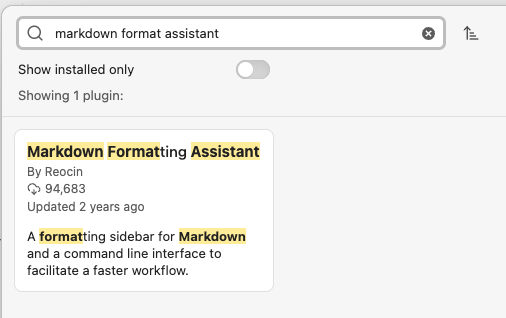 markdown format assistant
Show installed only
Showing 1 plugin:
Markdown Formatting Assistant
By Reocin
94,683
Updated 2 years ago
A formatting sidebar for Markdown
and a command line interface to
facilitate a faster workflow.